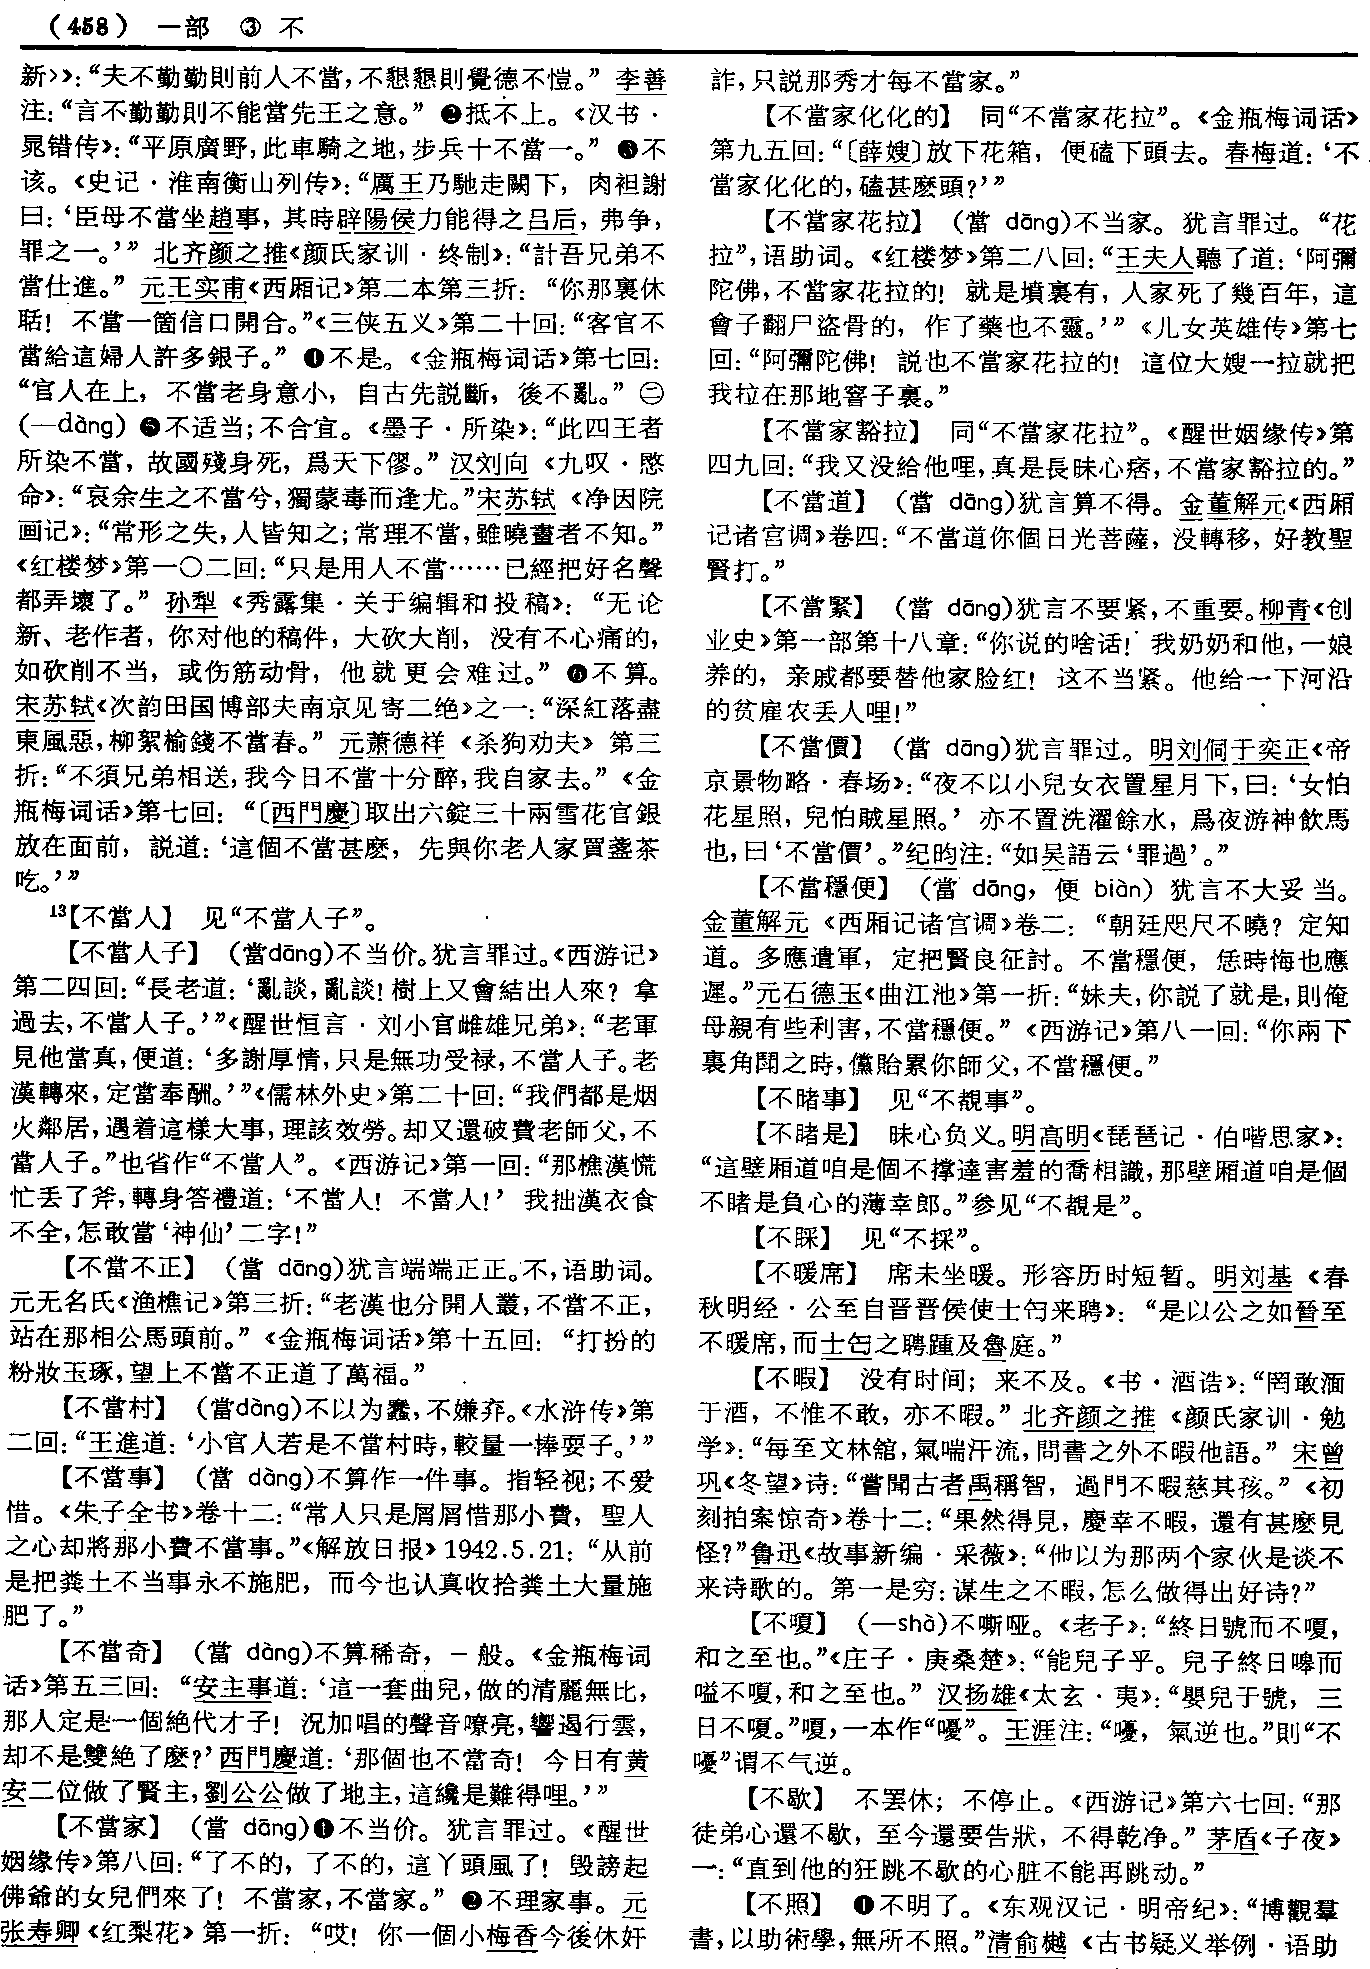 （458） 一部 ③ 不
新>》：“夫不勤勤則前人不當，不懇懇則覺德不愷。” 李善
注：“言不勤勤則不能當先王之意。” ❷抵不上。《汉书·
晁错传》：“平原廣野，此車騎之地，步兵十不當一。” ❸不
该。《史记·淮南衡山列传》：“厲王乃馳走闕下，肉袒謝
曰：‘臣母不當坐趙事，其時辟陽侯力能得之吕后，弗争，
罪之一。’” 北齐颜之推《颜氏家训·终制》：“計吾兄弟不
當仕進。” 元王实甫《西厢记》第二本第三折：“你那裏休
聒！不當一箇信口開合。”《三侠五义》第二十回：“客官不
當給這婦人許多銀子。” ❹不是。《金瓶梅词话》第七回：
“官人在上，不當老身意小，自古先説斷，後不亂。” ㊁
（—dàng）❺不适当；不合宜。《墨子·所染》：“此四王者
所染不當，故國殘身死，爲天下僇。” 汉刘向《九叹·愍
命》：“哀余生之不當兮，獨蒙毒而逢尤。”宋苏轼《净因院
画记》：“常形之失，人皆知之；常理不當，雖曉畫者不知。”
《红楼梦》第一〇二回：“只是用人不當……已經把好名聲
都弄壞了。” 孙犁《秀露集·关于编辑和投稿》：“无论
新、老作者，你对他的稿件，大砍大削，没有不心痛的，
如砍削不当，或伤筋动骨，他就更会难过。” ❻不算。
宋苏轼《次韵田国博部夫南京见寄二绝》之一：“深紅落盡
東風惡，柳絮榆錢不當春。” 元萧德祥《杀狗劝夫》第三
折：“不須兄弟相送，我今日不當十分醉，我自家去。”《金
瓶梅词话》第七回：“〔西門慶〕取出六錠三十兩雪花官銀
放在面前，説道：‘這個不當甚麽，先與你老人家買盞茶
吃。’”
¹³【不當人】 见“不當人子”。
【不當人子】 （當dāng）不当价。犹言罪过。《西游记》
第二四回：“長老道：‘亂談，亂談！樹上又會結出人來？拿
過去，不當人子。’”《醒世恒言·刘小官雌雄兄弟》：“老軍
見他當真，便道：‘多謝厚情，只是無功受禄，不當人子。老
漢轉來，定當奉酬。’”《儒林外史》第二十回：“我們都是烟
火鄰居，遇着這樣大事，理該效勞。却又還破費老師父，不
當人子。”也省作“不當人”。《西游记》第一回：“那樵漢慌
忙丢了斧，轉身答禮道：‘不當人！不當人！’我拙漢衣食
不全，怎敢當‘神仙’二字！”
【不當不正】 （當 dāng）犹言端端正正。不，语助词。
元无名氏《渔樵记》第三折：“老漢也分開人叢，不當不正，
站在那相公馬頭前。”《金瓶梅词话》第十五回：“打扮的
粉妝玉琢，望上不當不正道了萬福。”
【不當村】 （當dàng）不以为蠢，不嫌弃。《水浒传》第
二回：“王進道：‘小官人若是不當村時，較量一捧耍子。’”
【不當事】 （當 dàng）不算作一件事。指轻视；不爱
惜。《朱子全书》卷十二：“常人只是屑屑惜那小費，聖人
之心却將那小費不當事。”《解放日报》1942.5.21：“从前
是把粪土不当事永不施肥，而今也认真收拾粪土大量施
肥了。”
【不當奇】 （當 dàng）不算稀奇，一般。《金瓶梅词
话》第五三回：“安主事道：‘這一套曲兒，做的清麗無比，
那人定是一個絶代才子！況加唱的聲音嘹亮，響遏行雲，
却不是雙絶了麽？’西門慶道：‘那個也不當奇！今日有黄
安二位做了賢主，劉公公做了地主，這纔是難得哩。’”
【不當家】 （當 dāng）❶不当价。犹言罪过。《醒世
姻缘传》第八回：“了不的，了不的，這丫頭風了！毁謗起
佛爺的女兒們來了！不當家，不當家。” ❷不理家事。元
张寿卿《红梨花》第一折：“哎！你一個小梅香今後休奸
詐，只説那秀才每不當家。”
【不當家化化的】 同“不當家花拉”。《金瓶梅词话》
第九五回：“〔薛嫂〕放下花箱，便磕下頭去。春梅道：‘不
當家化化的，磕甚麽頭？’”
【不當家花拉】 （當 dāng）不当家。犹言罪过。“花
拉”，语助词。《红楼梦》第二八回：“王夫人聽了道：‘阿彌
陀佛，不當家花拉的！就是墳裏有，人家死了幾百年，這
會子翻尸盗骨的，作了藥也不靈。’”《儿女英雄传》第七
回：“阿彌陀佛！説也不當家花拉的！這位大嫂一拉就把
我拉在那地窨子裏。”
【不當家豁拉】 同“不當家花拉”。《醒世姻缘传》第
四九回：“我又没給他哩，真是長昧心痞，不當家豁拉的。”
【不當道】 （當 dāng）犹言算不得。金董解元《西厢
记诸宫调》卷四：“不當道你個日光菩薩，没轉移，好教聖
賢打。”
【不當緊】 （當 dāng）犹言不要紧，不重要。柳青《创
业史》第一部第十八章：“你说的啥话！我奶奶和他，一娘
养的，亲戚都要替他家脸红！这不当紧。他给一下河沿
的贫雇农丢人哩！”
【不當價】 （當 dāng）犹言罪过。明刘侗于奕正《帝
京景物略·春场》：“夜不以小兒女衣置星月下，曰：‘女怕
花星照，兒怕賊星照。’亦不置洗濯餘水，爲夜游神飲馬
也，曰‘不當價’。”纪昀注：“如吴語云‘罪過’。”
【不當穩便】 （當 dāng，便 biàn）犹言不大妥当。
金董解元《西厢记诸宫调》卷二：“朝廷咫尺不曉？定知
道。多應遣軍，定把賢良征討。不當穩便，恁時悔也應
遲。”元石德玉《曲江池》第一折：“妹夫，你説了就是，則俺
母親有些利害，不當穩便。”《西游记》第八一回：“你兩下
裏角鬪之時，儻貽累你師父，不當穩便。”
【不睹事】 见“不覩事”。
【不睹是】 昧心负义。明高明《琵琶记·伯喈思家》：
“這壁厢道咱是個不撑達害羞的喬相識，那壁厢道咱是個
不睹是負心的薄幸郎。”参见“不覩是”。
【不睬】 见“不採”。
【不暖席】 席未坐暖。形容历时短暂。明刘基《春
秋明经·公至自晋晋侯使士匄来聘》：“是以公之如晉至
不暖席，而士匄之聘踵及魯庭。”
【不暇】 没有时间；来不及。《书·酒诰》：“罔敢湎
于酒，不惟不敢，亦不暇。”北齐颜之推《颜氏家训·勉
学》：“每至文林舘，氣喘汗流，問書之外不暇他語。” 宋曾
巩《冬望》诗：“嘗聞古者禹稱智，過門不暇慈其孩。”《初
刻拍案惊奇》卷十二：“果然得見，慶幸不暇，還有甚麽見
怪？”鲁迅《故事新编·采薇》：“他以为那两个家伙是谈不
来诗歌的。第一是穷：谋生之不暇，怎么做得出好诗？”
【不嗄】 （—shà）不嘶哑。《老子》：“終日號而不嗄，
和之至也。”《庄子·庚桑楚》：“能兒子乎。兒子終日嗥而
嗌不嗄，和之至也。” 汉扬雄《太玄·夷》：“嬰兒于號，三
日不嗄。”嗄，一本作“嚘”。王涯注：“嚘，氣逆也。”則“不
嚘”谓不气逆。
【不歇】 不罢休；不停止。《西游记》第六七回：“那
徒弟心還不歇，至今還要告狀，不得乾净。”茅盾《子夜》
一：“直到他的狂跳不歇的心脏不能再跳动。”
【不照】 ❶不明了。《东观汉记·明帝纪》：“博觀羣
書，以助術學，無所不照。”清俞樾《古书疑义举例·语助